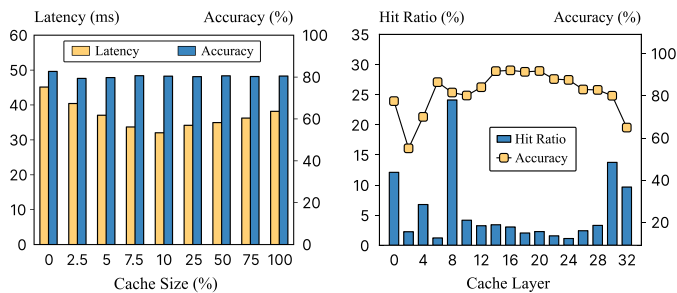 Latency (ms) Accuracy (%)
60 100
50 80
40 60
30 40
20 20
10
0 0
Latency Accuracy
0 2.5 5 7.5 10 25 50 75 100
Cache Size (%)
Hit Ratio (%) Accuracy (%)
35
30 100
25 80
20 60
15 40
10 20
5
0
Hit Ratio
Accuracy
0 4 8 12 16 20 24 28 32
Cache Layer